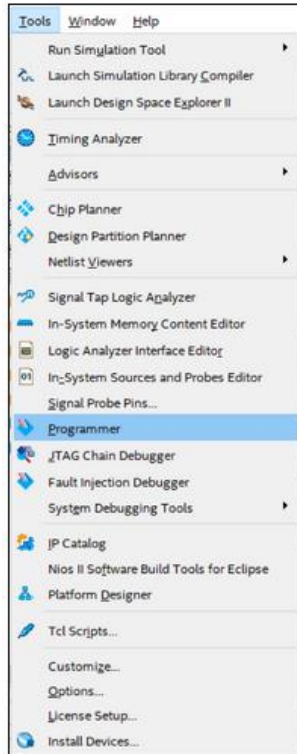 Tools Window Help
Run Simulation Tool
Launch Simulation Library Compiler
Launch Design Space Explorer II
Timing Analyzer
Advisors
Chip Planner
Design Partition Planner
Netlist Viewers
Signal Tap Logic Analyzer
In-System Memory Content Editor
Logic Analyzer Interface Editor
01 In-System Sources and Probes Editor
Signal Probe Pins...
Programmer
JTAG Chain Debugger
Fault Injection Debugger
System Debugging Tools
IP Catalog
Nios II Software Build Tools for Eclipse
Platform Designer
Tcl Scripts...
Customize...
Options...
License Setup...
Install Devices...